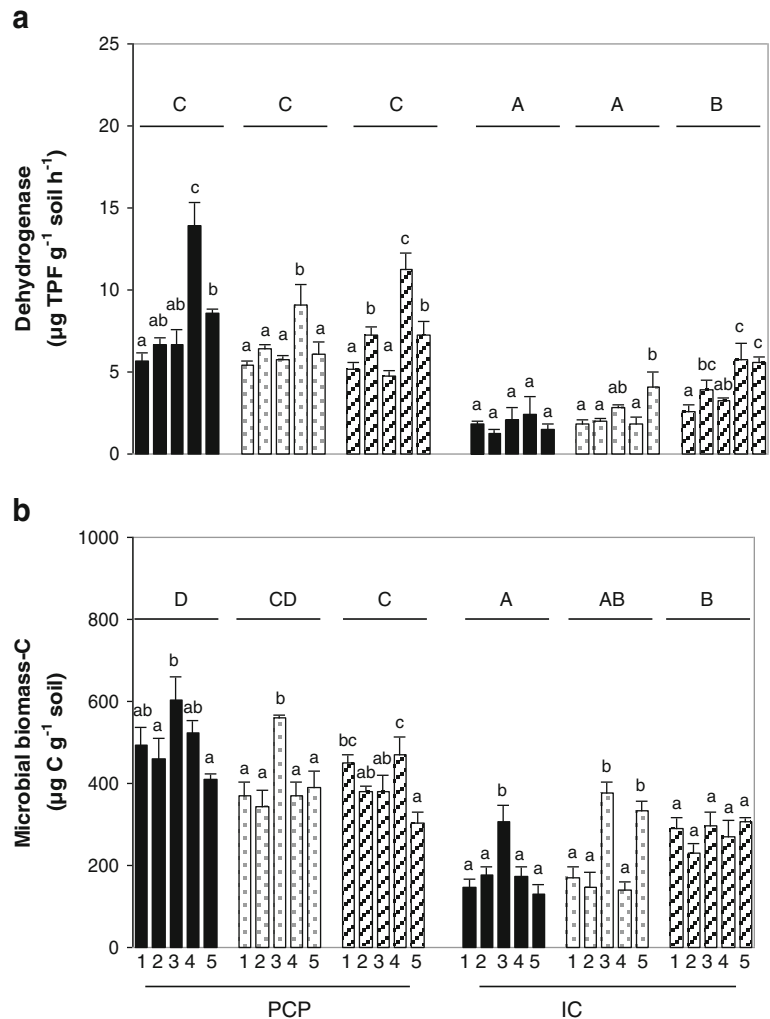 a
Dehydrogenase
(µg TPF g⁻¹ soil h⁻¹)
25
20
15
10
5
0
C C C A A B
a ab ab c b
a a a b a
a b a c b
a a a a a
a a ab a b
a bc ab c c
b
Microbial biomass-C
(µg C g⁻¹ soil)
1000
800
600
400
200
0
D CD C A AB B
ab a b ab a
a a b a a
bc ab ab c a
a a b a a
a a b a b
a a a a a
1 2 3 4 5 1 2 3 4 5 1 2 3 4 5 1 2 3 4 5 1 2 3 4 5 1 2 3 4 5
PCP IC